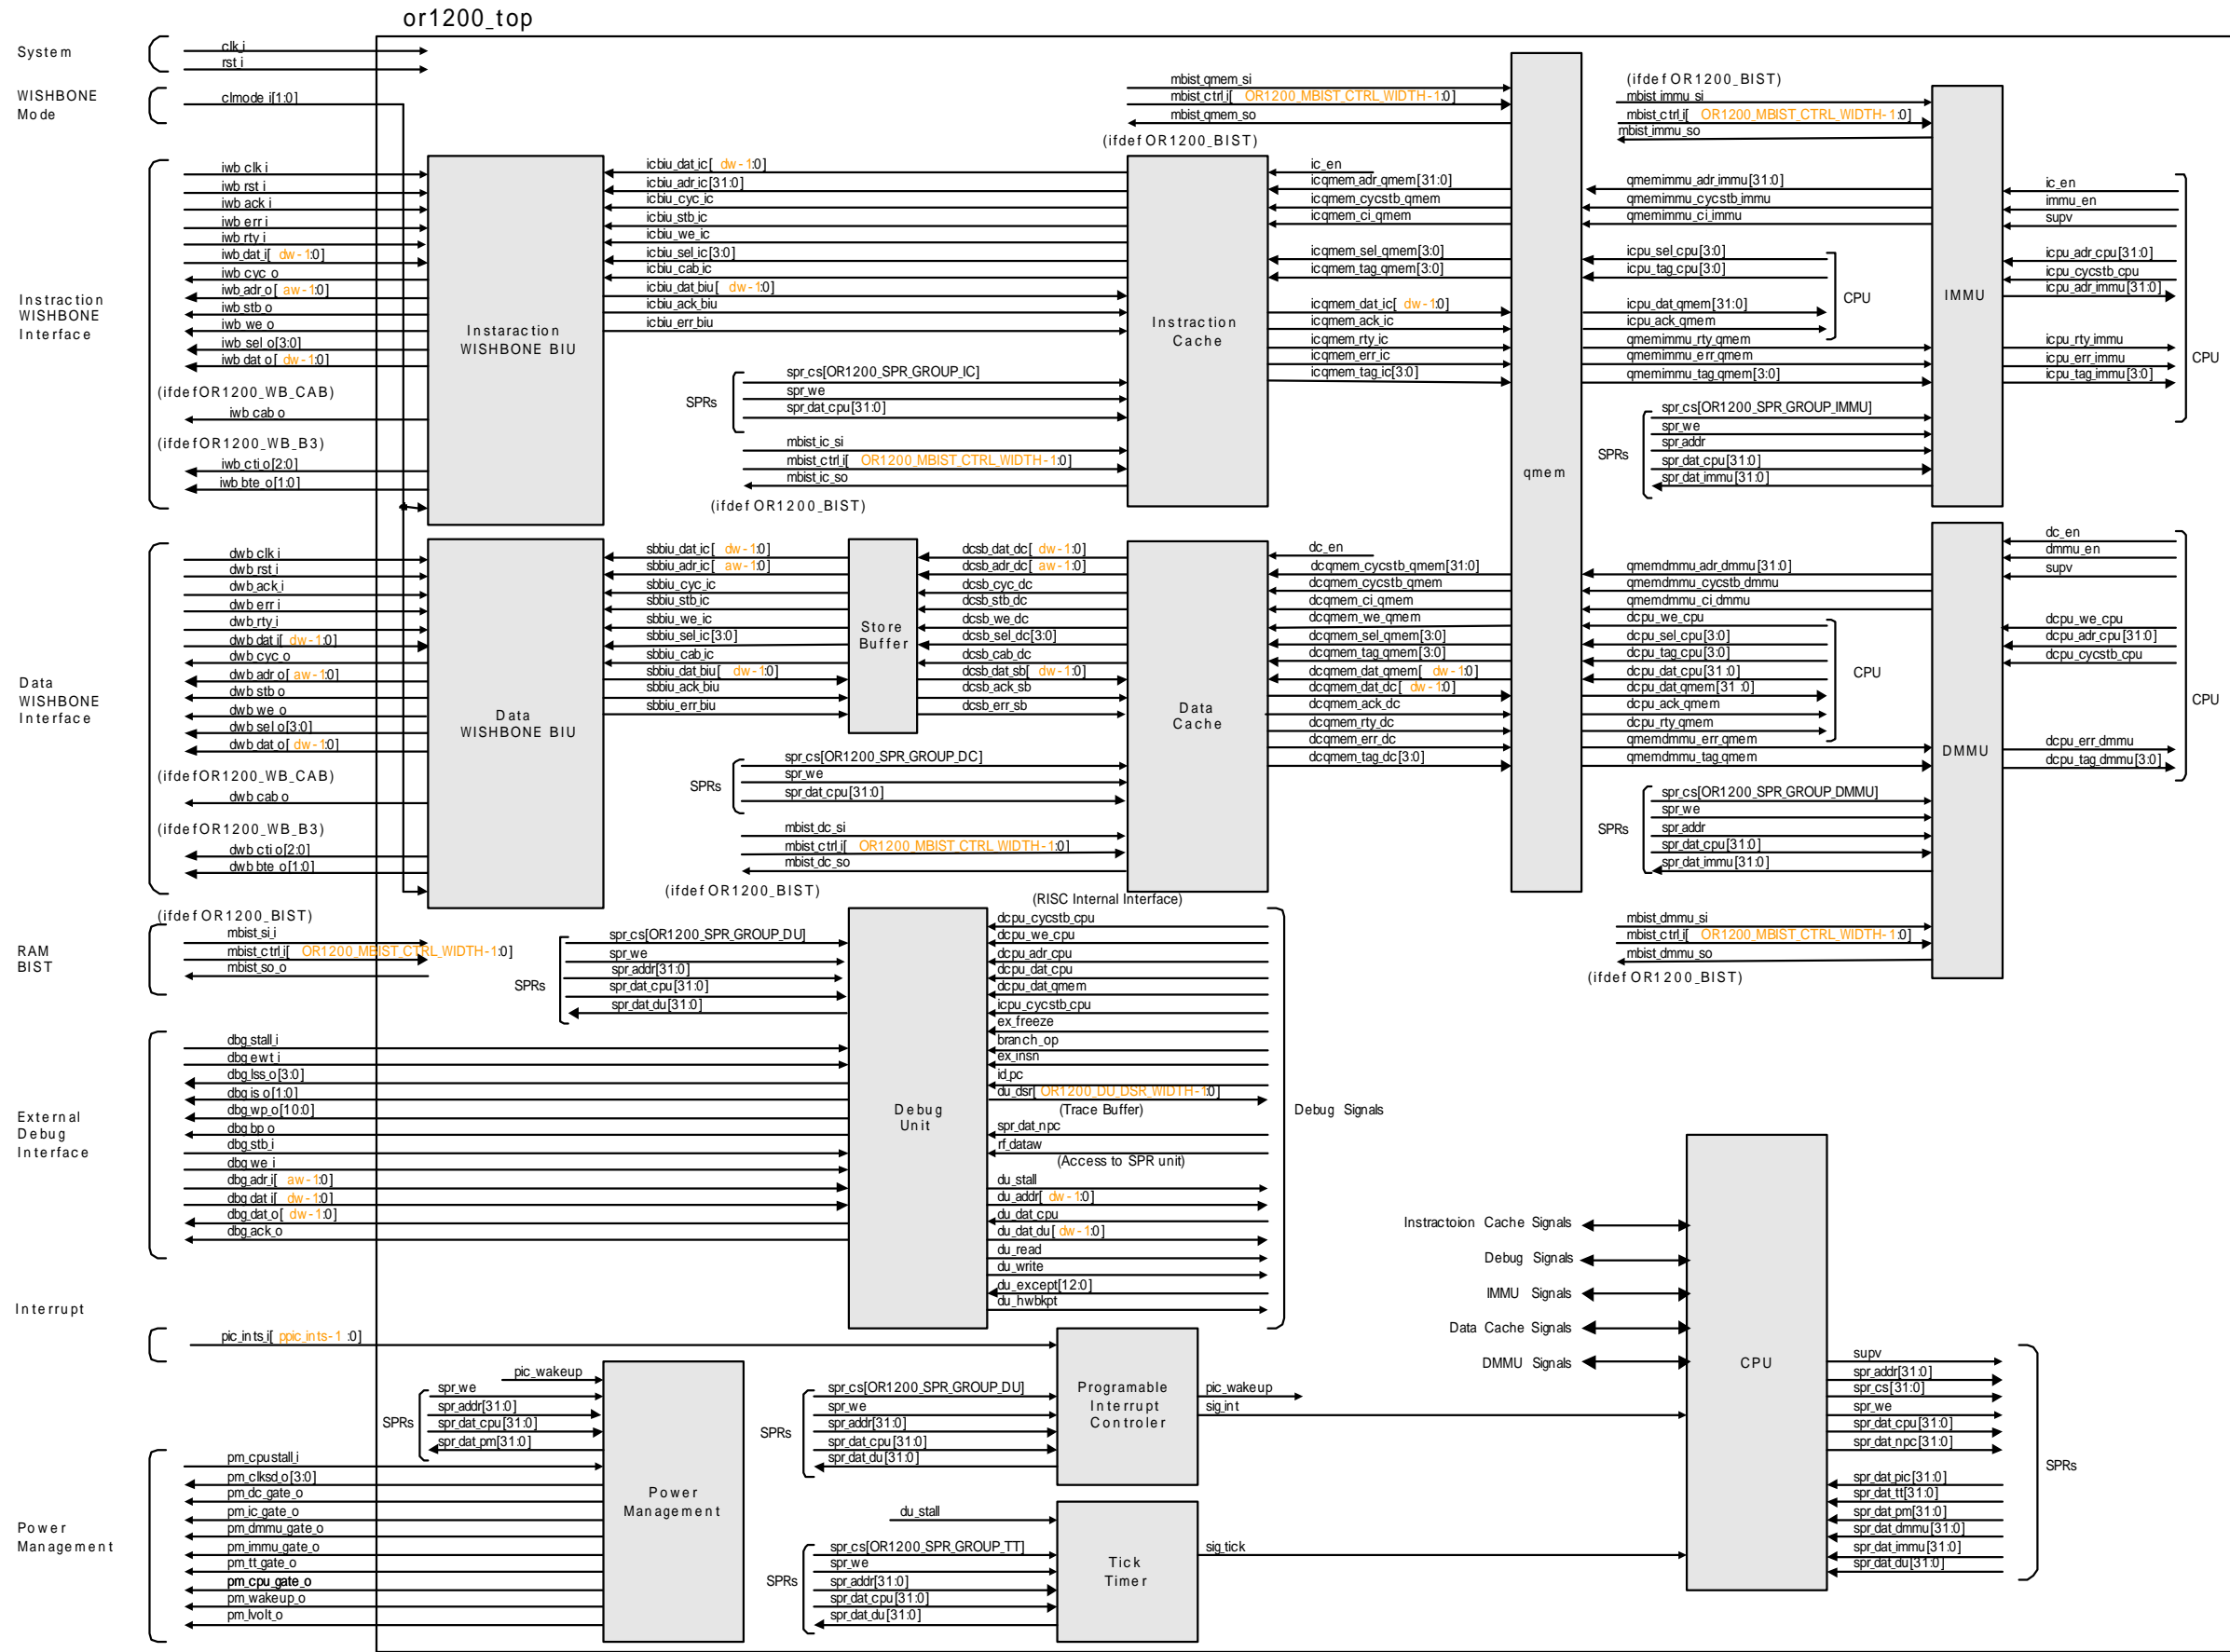 or1200_top
System
clk_i
rst_i
WISHBONE
Mode
clmode_i[1:0]
Instraction
WISHBONE
Interface
iwb_clk_i
iwb_rst_i
iwb_ack_i
iwb_err_i
iwb_rty_i
iwb_dat_i[ dw-1:0]
iwb_cyc_o
iwb_adr_o[ aw-1:0]
iwb_stb_o
iwb_we_o
iwb_sel_o[3:0]
iwb_dat_o[ dw-1:0]
(ifdef OR1200_WB_CAB)
iwb_cab_o
(ifdef OR1200_WB_B3)
iwb_cti_o[2:0]
iwb_bte_o[1:0]
Instaraction
WISHBONE BIU
icbiu_dat_ic[ dw-1:0]
icbiu_adr_ic[31:0]
icbiu_cyc_ic
icbiu_stb_ic
icbiu_we_ic
icbiu_sel_ic[3:0]
icbiu_cab_ic
icbiu_dat_biu[ dw-1:0]
icbiu_ack_biu
icbiu_err_biu
SPRs
spr_cs[OR1200_SPR_GROUP_IC]
spr_we
spr_dat_cpu[31:0]
mbist_ic_si
mbist_ctrl_i[ OR1200_MBIST_CTRL_WIDTH-1:0]
mbist_ic_so
(ifdef OR1200_BIST)
mbist_qmem_si
mbist_ctrl_i[ OR1200_MBIST_CTRL_WIDTH-1:0]
mbist_qmem_so
(ifdef OR1200_BIST)
Instraction
Cache
ic_en
icqmem_adr_qmem[31:0]
icqmem_cycstb_qmem
icqmem_ci_qmem
icqmem_sel_qmem[3:0]
icqmem_tag_qmem[3:0]
icqmem_dat_ic[ dw-1:0]
icqmem_ack_ic
icqmem_rty_ic
icqmem_err_ic
icqmem_tag_ic[3:0]
qmem
(ifdef OR1200_BIST)
mbist_immu_si
mbist_ctrl_i[ OR1200_MBIST_CTRL_WIDTH-1:0]
mbist_immu_so
qmemimmu_adr_immu[31:0]
qmemimmu_cycstb_immu
qmemimmu_ci_immu
icpu_sel_cpu[3:0]
icpu_tag_cpu[3:0]
icpu_dat_qmem[31:0]
icpu_ack_qmem
CPU
qmemimmu_rty_qmem
qmemimmu_err_qmem
qmemimmu_tag_qmem[3:0]
SPRs
spr_cs[OR1200_SPR_GROUP_IMMU]
spr_we
spr_addr
spr_dat_cpu[31:0]
spr_dat_immu[31:0]
IMMU
ic_en
immu_en
supv
icpu_adr_cpu[31:0]
icpu_cycstb_cpu
icpu_adr_immu[31:0]
icpu_rty_immu
icpu_err_immu
icpu_tag_immu[3:0]
CPU
Data
WISHBONE
Interface
dwb_clk_i
dwb_rst_i
dwb_ack_i
dwb_err_i
dwb_rty_i
dwb_dat_i[ dw-1:0]
dwb_cyc_o
dwb_adr_o[ aw-1:0]
dwb_stb_o
dwb_we_o
dwb_sel_o[3:0]
dwb_dat_o[ dw-1:0]
(ifdef OR1200_WB_CAB)
dwb_cab_o
(ifdef OR1200_WB_B3)
dwb_cti_o[2:0]
dwb_bte_o[1:0]
Data
WISHBONE BIU
sbbiu_dat_ic[ dw-1:0]
sbbiu_adr_ic[ aw-1:0]
sbbiu_cyc_ic
sbbiu_stb_ic
sbbiu_we_ic
sbbiu_sel_ic[3:0]
sbbiu_cab_ic
sbbiu_dat_biu[ dw-1:0]
sbbiu_ack_biu
sbbiu_err_biu
Store
Buffer
dcsb_dat_dc[ dw-1:0]
dcsb_adr_dc[ aw-1:0]
dcsb_cyc_dc
dcsb_stb_dc
dcsb_we_dc
dcsb_sel_dc[3:0]
dcsb_cab_dc
dcsb_dat_sb[ dw-1:0]
dcsb_ack_sb
dcsb_err_sb
SPRs
spr_cs[OR1200_SPR_GROUP_DC]
spr_we
spr_dat_cpu[31:0]
mbist_dc_si
mbist_ctrl_i[ OR1200_MBIST_CTRL_WIDTH-1:0]
mbist_dc_so
(ifdef OR1200_BIST)
Data
Cache
dc_en
dcqmem_cycstb_qmem[31:0]
dcqmem_cycstb_qmem
dcqmem_ci_qmem
dcqmem_we_qmem
dcqmem_sel_qmem[3:0]
dcqmem_tag_qmem[3:0]
dcqmem_dat_qmem[ dw-1:0]
dcqmem_dat_dc[ dw-1:0]
dcqmem_ack_dc
dcqmem_rty_dc
dcqmem_err_dc
dcqmem_tag_dc[3:0]
qmemdmmu_adr_dmmu[31:0]
qmemdmmu_cycstb_dmmu
qmemdmmu_ci_dmmu
dcpu_we_cpu
dcpu_sel_cpu[3:0]
dcpu_tag_cpu[3:0]
dcpu_dat_cpu[31:0]
dcpu_dat_qmem[31:0]
dcpu_ack_qmem
dcpu_rty_qmem
CPU
qmemdmmu_err_qmem
qmemdmmu_tag_qmem
SPRs
spr_cs[OR1200_SPR_GROUP_DMMU]
spr_we
spr_addr
spr_dat_cpu[31:0]
spr_dat_immu[31:0]
mbist_dmmu_si
mbist_ctrl_i[ OR1200_MBIST_CTRL_WIDTH-1:0]
mbist_dmmu_so
(ifdef OR1200_BIST)
DMMU
dc_en
dmmu_en
supv
dcpu_we_cpu
dcpu_adr_cpu[31:0]
dcpu_cycstb_cpu
dcpu_err_dmmu
dcpu_tag_dmmu[3:0]
CPU
(ifdef OR1200_BIST)
RAM
BIST
mbist_si_i
mbist_ctrl_i[ OR1200_MBIST_CTRL_WIDTH-1:0]
mbist_so_o
SPRs
spr_cs[OR1200_SPR_GROUP_DU]
spr_we
spr_addr[31:0]
spr_dat_cpu[31:0]
spr_dat_du[31:0]
External
Debug
Interface
dbg_stall_i
dbg_ewt_i
dbg_lss_o[3:0]
dbg_is_o[1:0]
dbg_wp_o[10:0]
dbg_bp_o
dbg_stb_i
dbg_we_i
dbg_adr_i[ aw-1:0]
dbg_dat_i[ dw-1:0]
dbg_dat_o[ dw-1:0]
dbg_ack_o
Debug
Unit
(RISC Internal Interface)
dcpu_cycstb_cpu
dcpu_we_cpu
dcpu_adr_cpu
dcpu_dat_cpu
dcpu_dat_qmem
icpu_cycstb_cpu
ex_freeze
branch_op
ex_insn
id_pc
du_dsr[ OR1200_DU_DSR_WIDTH-1:0]
(Trace Buffer)
spr_dat_npc
rf_dataw
(Access to SPR unit)
du_stall
du_addr[ dw-1:0]
du_dat_cpu
du_dat_du[ dw-1:0]
du_read
du_write
du_except[12:0]
du_hwbkpt
Debug Signals
Interrupt
pic_ints_i[ ppic_ints-1 :0]
pic_wakeup
SPRs
spr_we
spr_addr[31:0]
spr_dat_cpu[31:0]
spr_dat_pm[31:0]
Power
Management
pm_cpustall_i
pm_clksd_o[3:0]
pm_dc_gate_o
pm_ic_gate_o
pm_dmmu_gate_o
pm_immu_gate_o
pm_tt_gate_o
pm_cpu_gate_o
pm_wakeup_o
pm_lvolt_o
Power
Management
SPRs
spr_cs[OR1200_SPR_GROUP_DU]
spr_we
spr_addr[31:0]
spr_dat_cpu[31:0]
spr_dat_du[31:0]
Programable
Interrupt
Controler
pic_wakeup
sig_int
du_stall
SPRs
spr_cs[OR1200_SPR_GROUP_TT]
spr_we
spr_addr[31:0]
spr_dat_cpu[31:0]
spr_dat_du[31:0]
Tick
Timer
sig_tick
Instractoion Cache Signals
Debug Signals
IMMU Signals
Data Cache Signals
DMMU Signals
CPU
supv
spr_addr[31:0]
spr_cs[31:0]
spr_we
spr_dat_cpu[31:0]
spr_dat_npc[31:0]
spr_dat_pic[31:0]
spr_dat_tt[31:0]
spr_dat_pm[31:0]
spr_dat_dmmu[31:0]
spr_dat_immu[31:0]
spr_dat_du[31:0]
SPRs